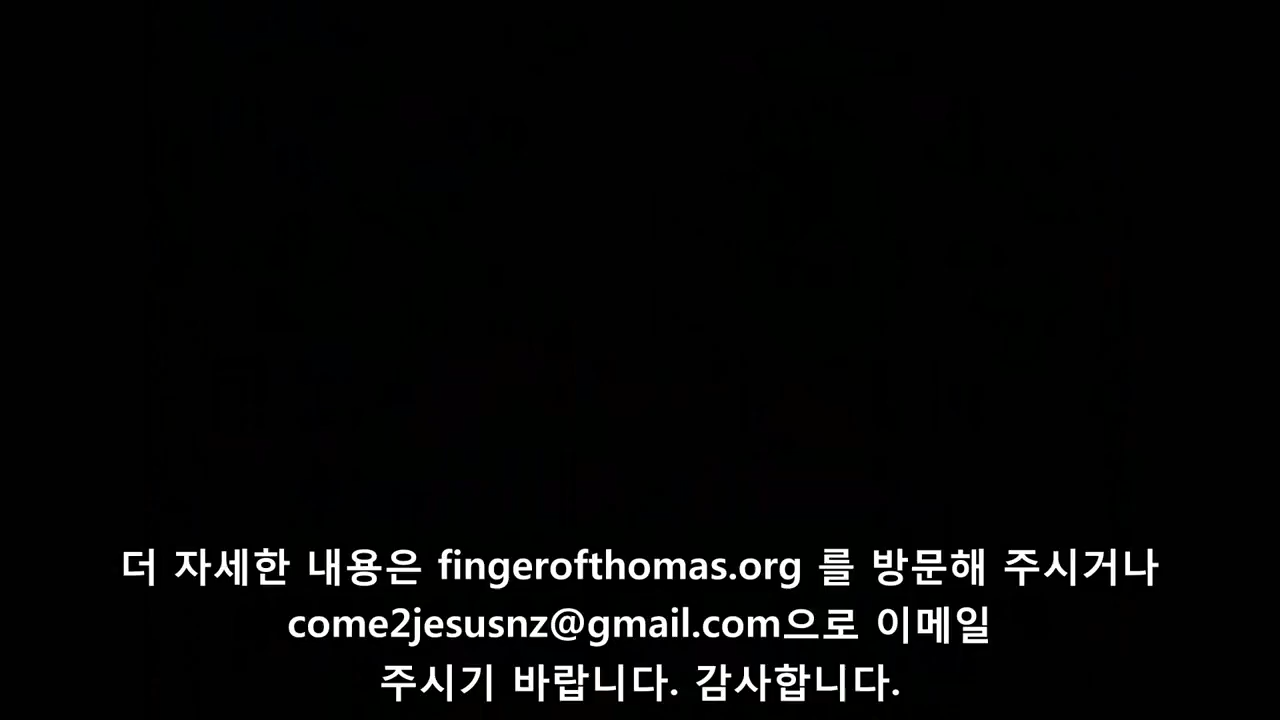 더 자세한 내용은 fingerofthomas.org 를 방문해 주시거나
come2jesusnz@gmail.com으로 이메일
주시기 바랍니다. 감사합니다.